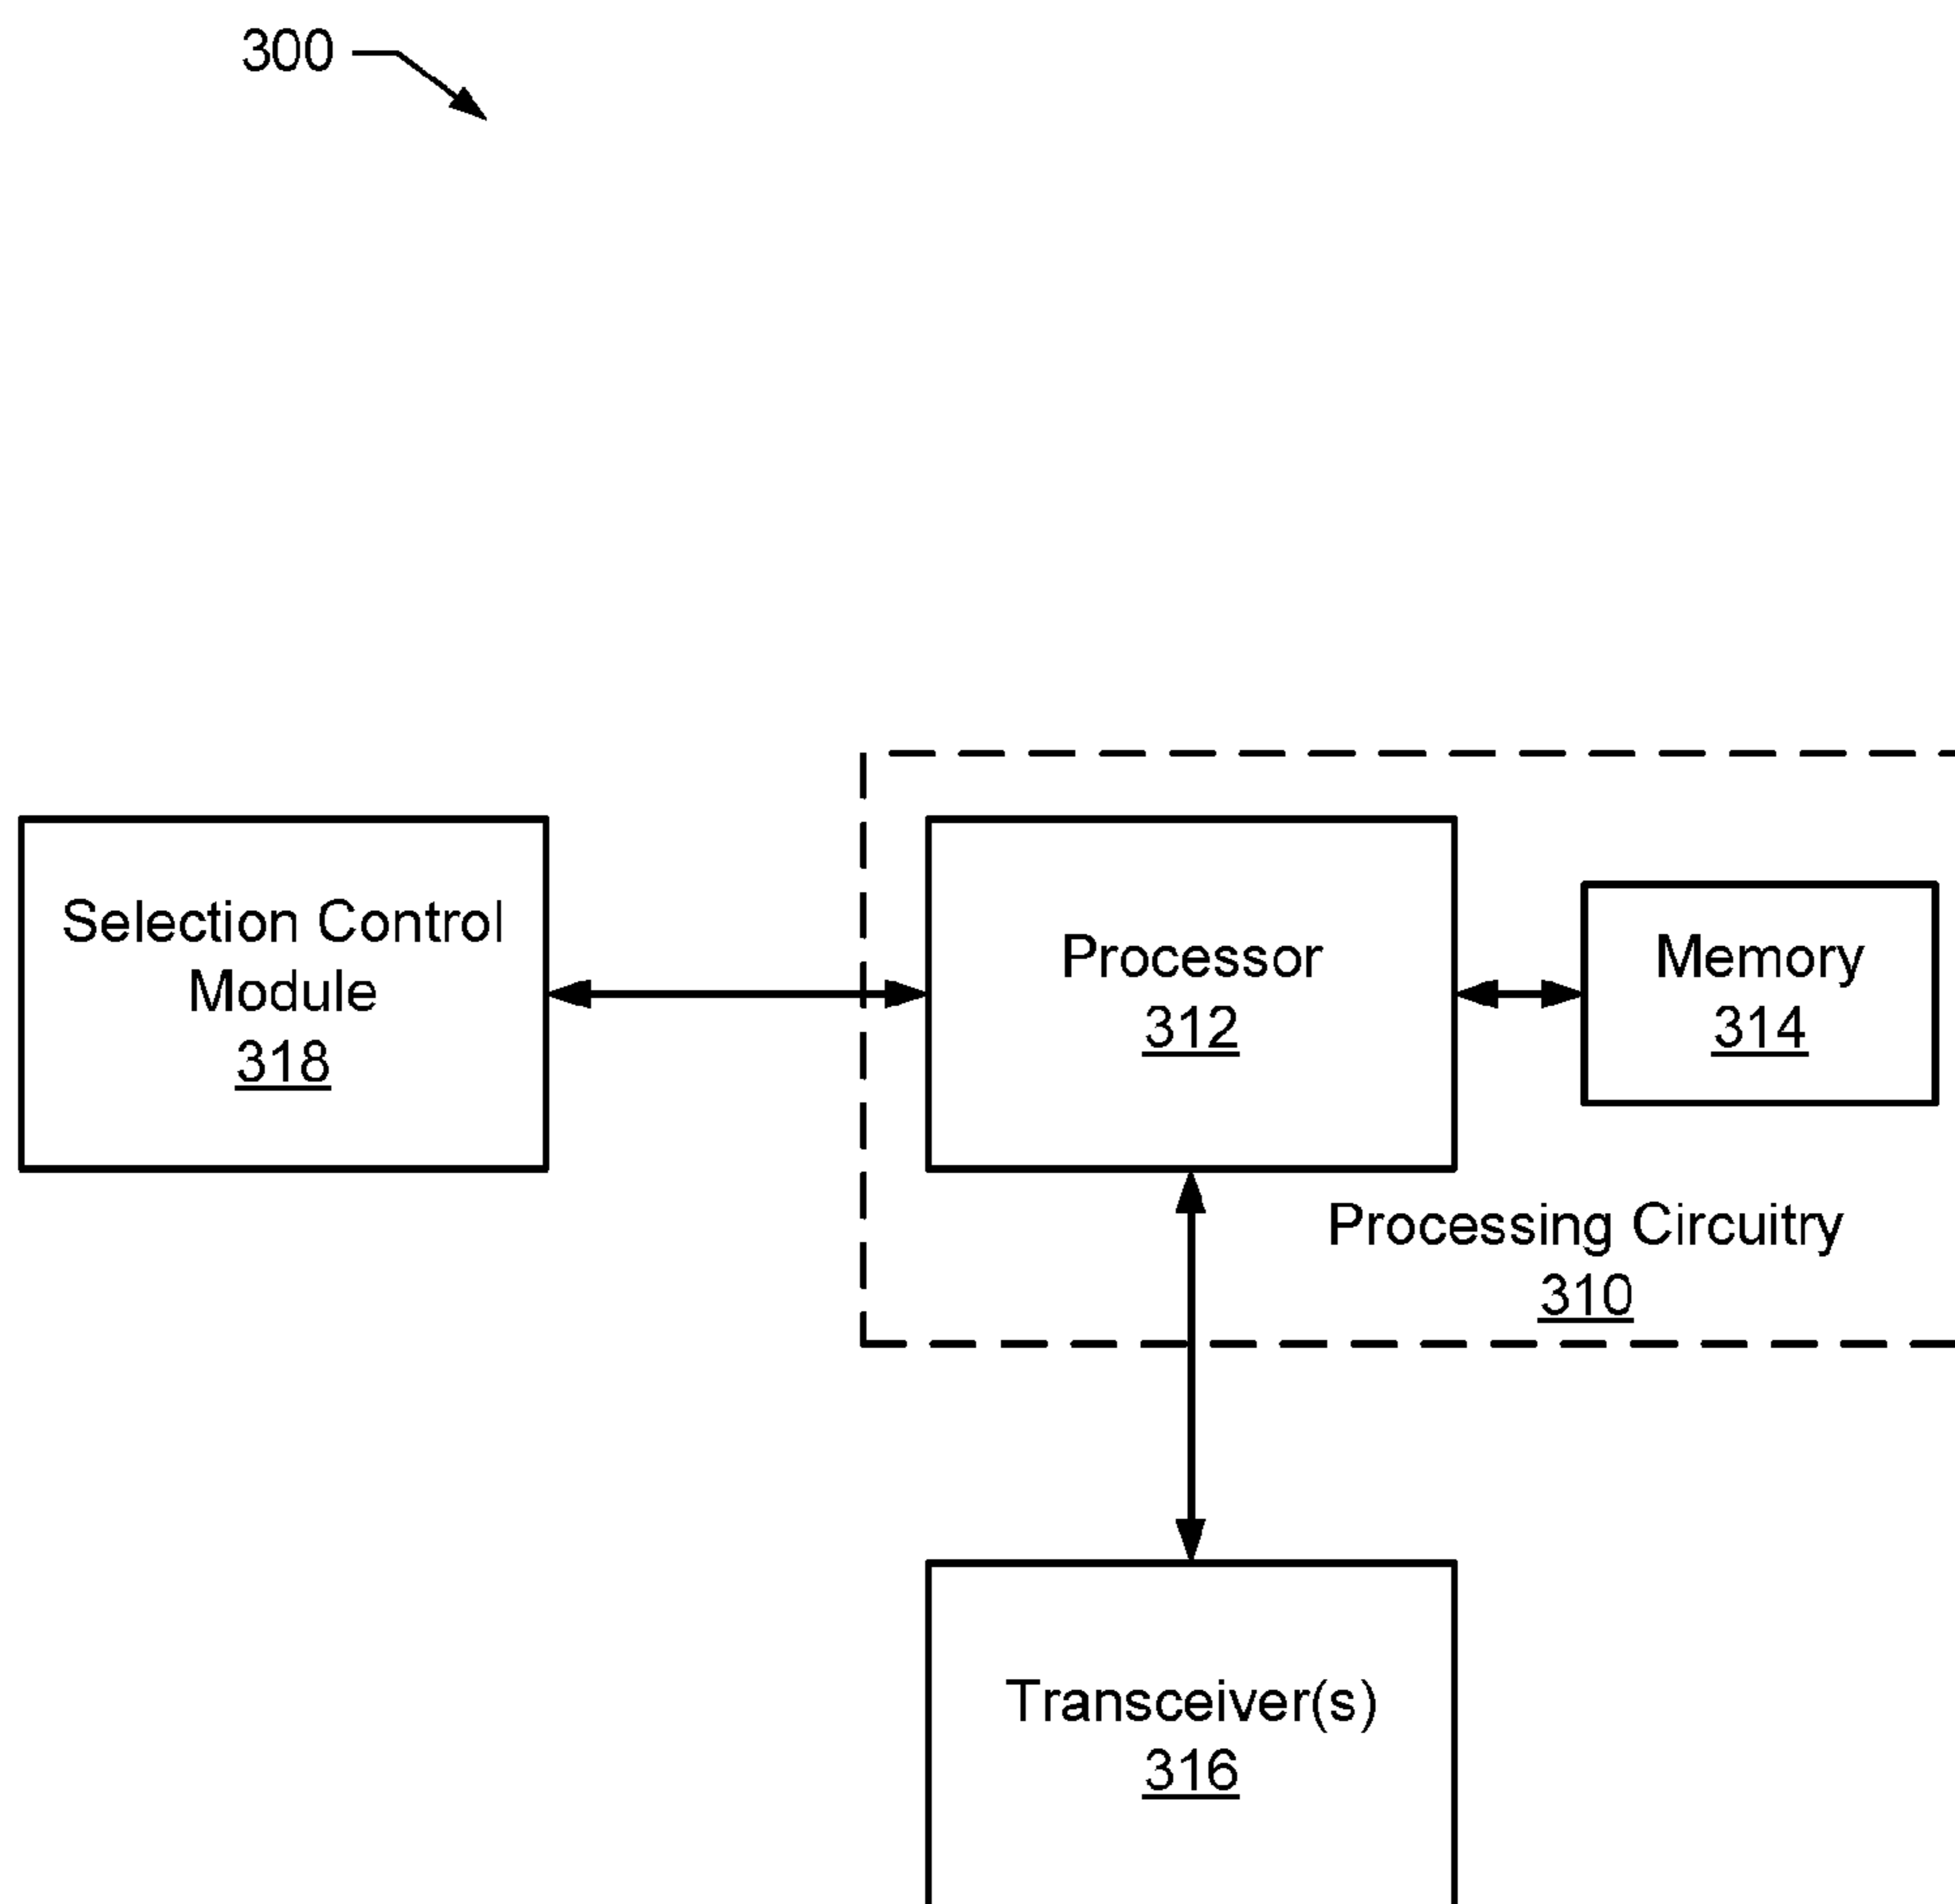 300
Selection Control
Module
318
Processor
312
Memory
314
Processing Circuitry
310
Transceiver(s)
316